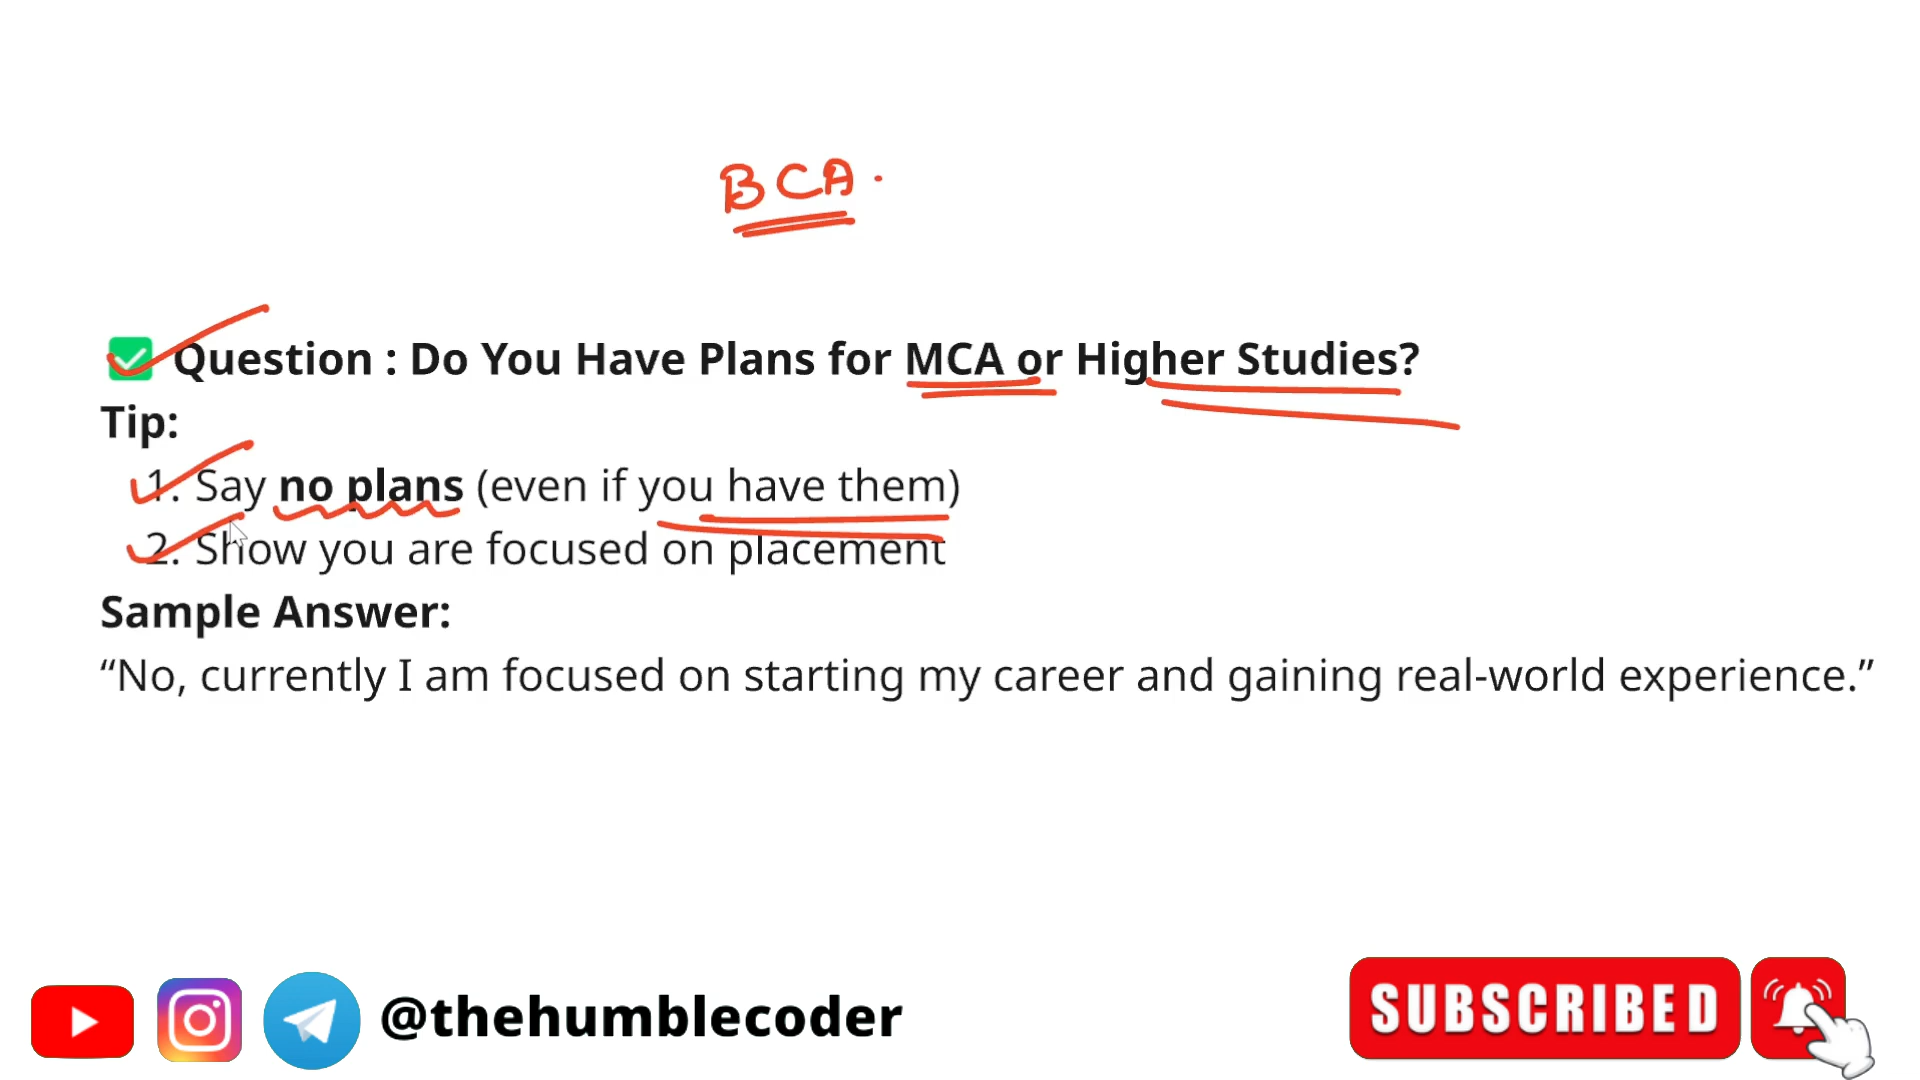 BCA.
Question : Do You Have Plans for MCA or Higher Studies?
Tip:
1. Say no plans (even if you have them)
2. Show you are focused on placement
Sample Answer:
“No, currently I am focused on starting my career and gaining real-world experience.”
@thehumblecoder
SUBSCRIBED